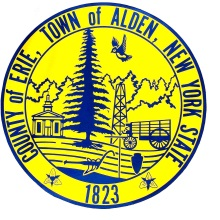 COUNTY of ERIE, TOWN of ALDEN, NEW YORK STATE
1823